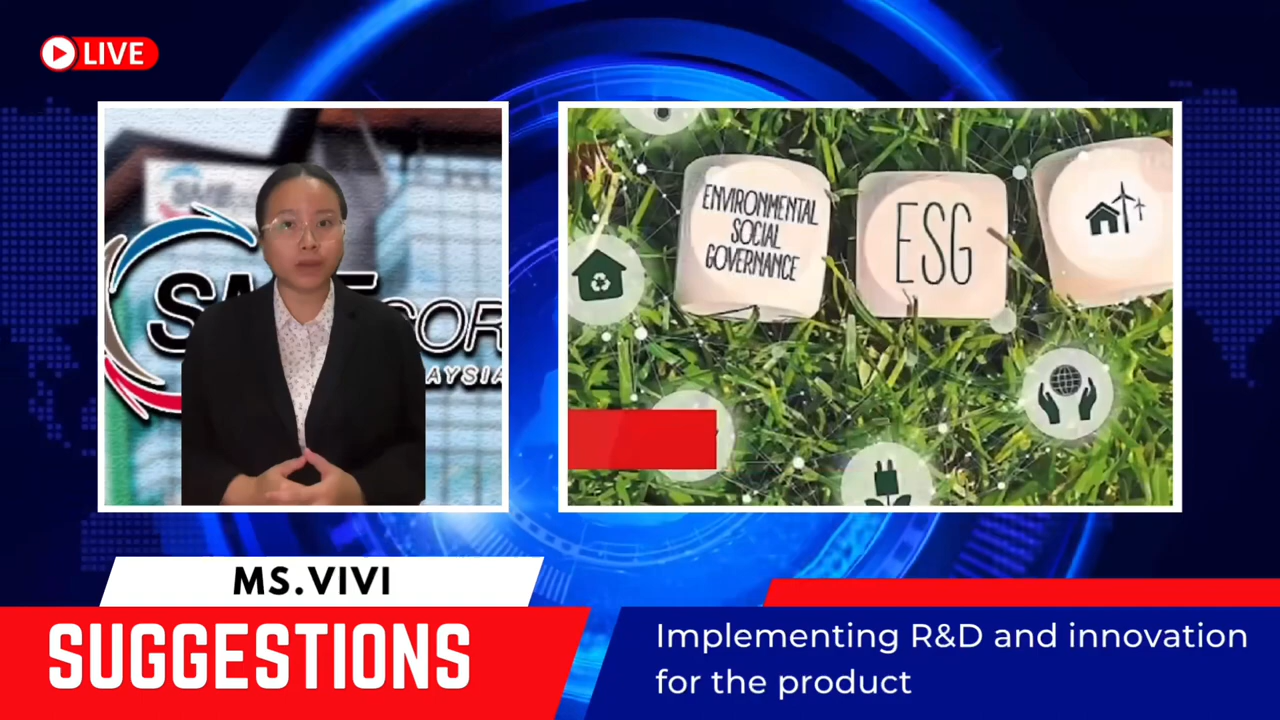 LIVE
ENVIRONMENTAL
SOCIAL
GOVERNANCE
ESG
MS.VIVI
SUGGESTIONS
Implementing R&D and innovation
for the product